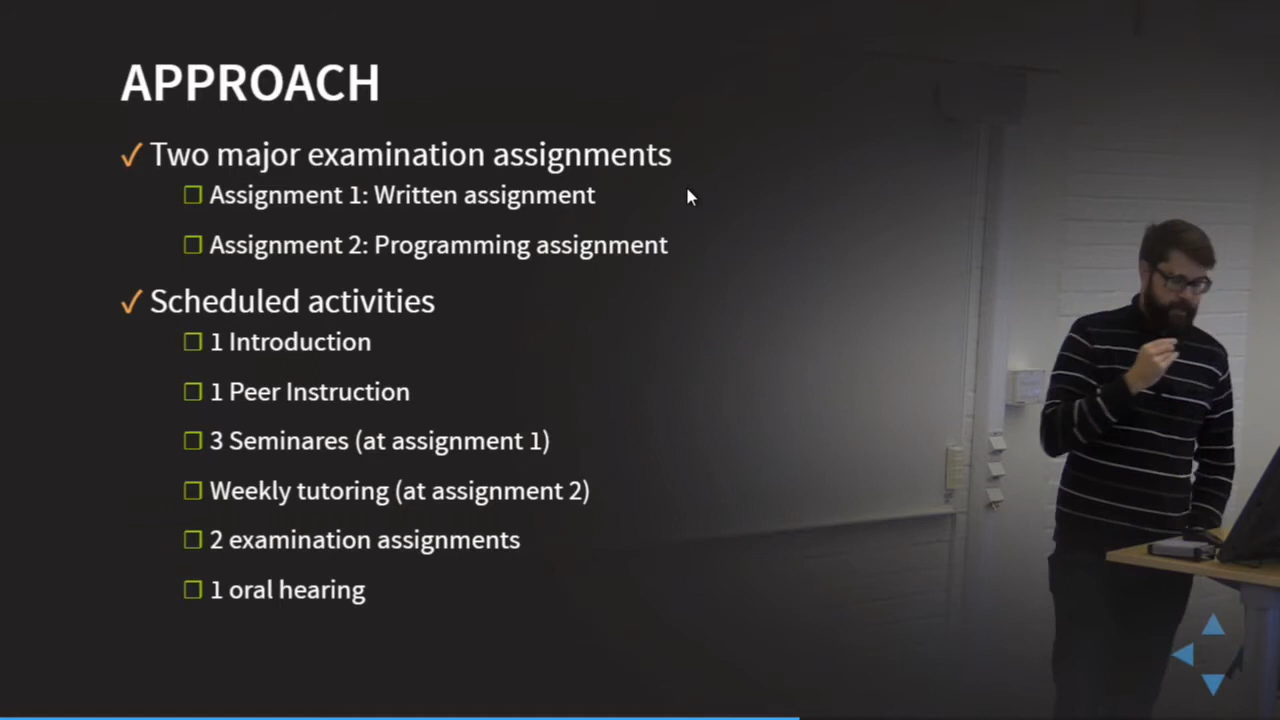 APPROACH
Two major examination assignments
Assignment 1: Written assignment
Assignment 2: Programming assignment
Scheduled activities
1 Introduction
1 Peer Instruction
3 Seminares (at assignment 1)
Weekly tutoring (at assignment 2)
2 examination assignments
1 oral hearing